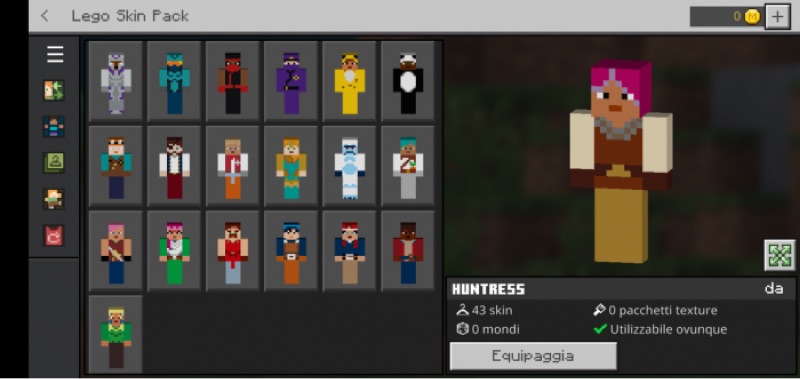 Lego Skin Pack
0
HUNTRESS
da
43 skin
0 pacchetti texture
0 mondi
Utilizzabile ovunque
Equipaggia